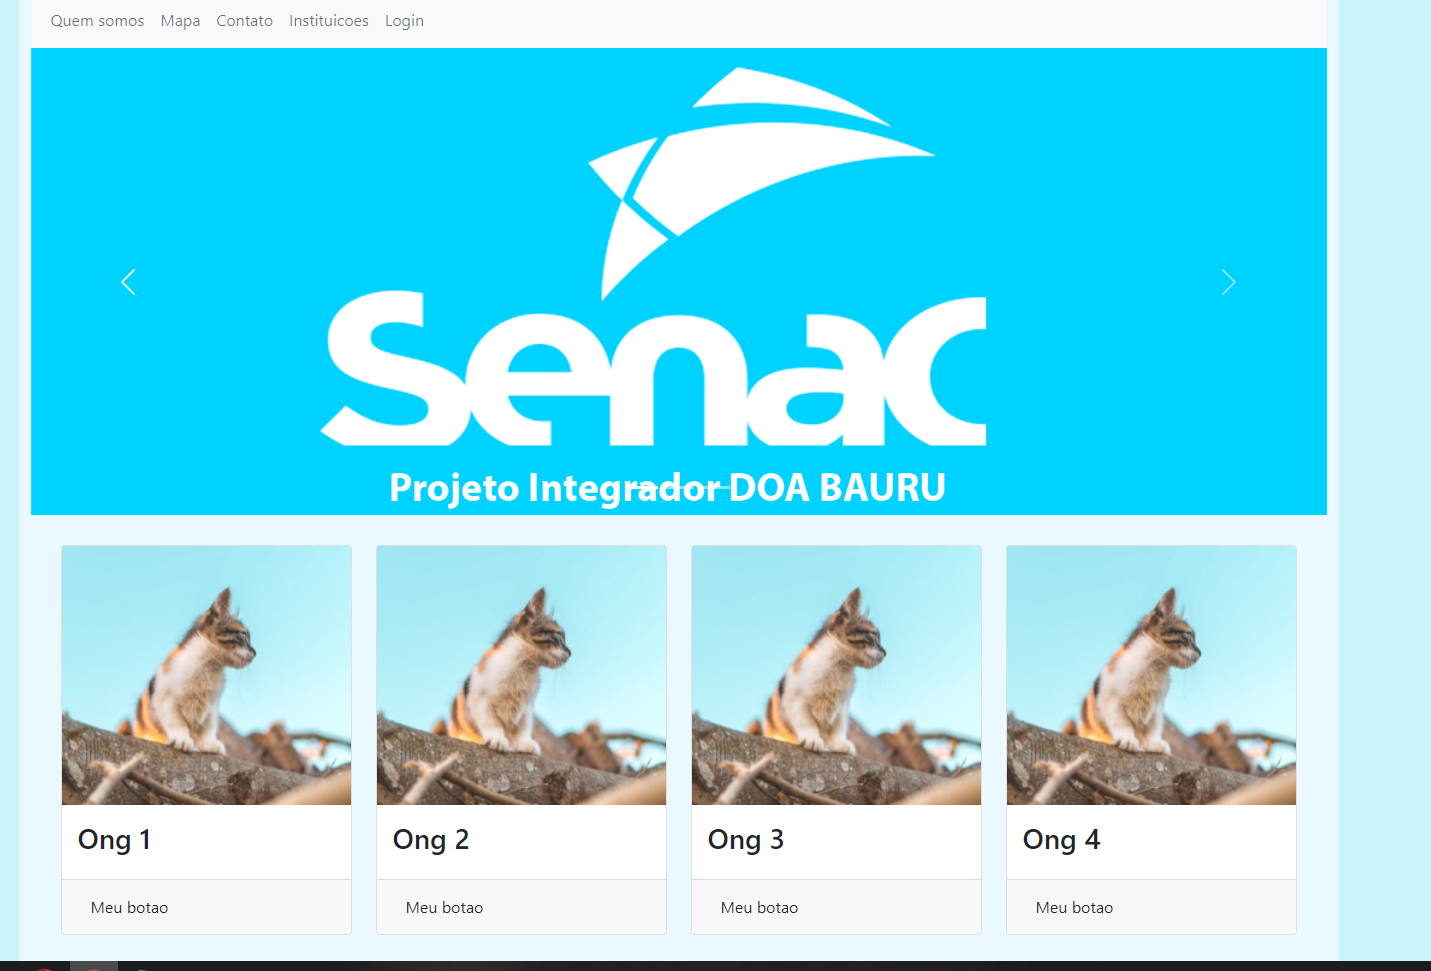 Quem somos Mapa Contato Instituicoes Login
Senac
Projeto Integrador DOA BAURU
Ong 1 Ong 2 Ong 3 Ong 4
Meu botao Meu botao Meu botao Meu botao